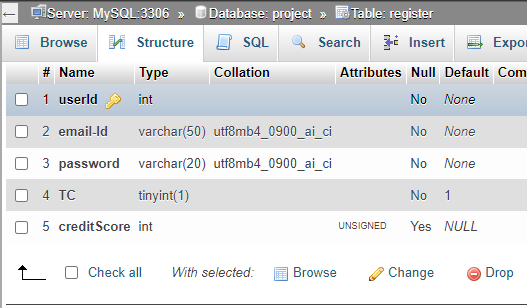 Server: MySQL:3306 » Database: project » Table: register
Browse Structure SQL Search Insert Expo
# Name Type Collation Attributes Null Default Com
1 userId int No None
2 email-Id varchar(50) utf8mb4_0900_ai_ci No None
3 password varchar(20) utf8mb4_0900_ai_ci No None
4 TC tinyint(1) No 1
5 creditScore int UNSIGNED Yes NULL
Check all With selected: Browse Change Drop